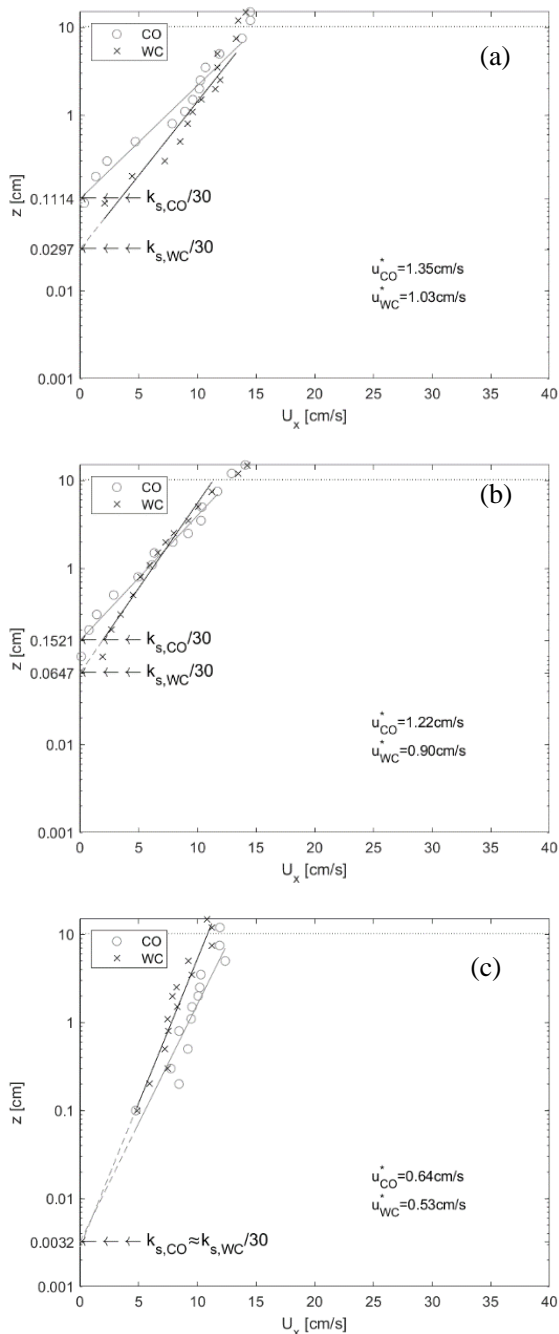 CO
WC
(a)
10
1
0.1114
0.0297
0.01
0.001
z [cm]
k_s,CO/30
k_s,WC/30
u*_CO=1.35cm/s
u*_WC=1.03cm/s
0 5 10 15 20 25 30 35 40
U_x [cm/s]
CO
WC
(b)
10
1
0.1521
0.0647
0.01
0.001
z [cm]
k_s,CO/30
k_s,WC/30
u*_CO=1.22cm/s
u*_WC=0.90cm/s
0 5 10 15 20 25 30 35 40
U_x [cm/s]
CO
WC
(c)
10
1
0.1
0.01
0.0032
0.001
z [cm]
k_s,CO≈k_s,WC/30
u*_CO=0.64cm/s
u*_WC=0.53cm/s
0 5 10 15 20 25 30 35 40
U_x [cm/s]